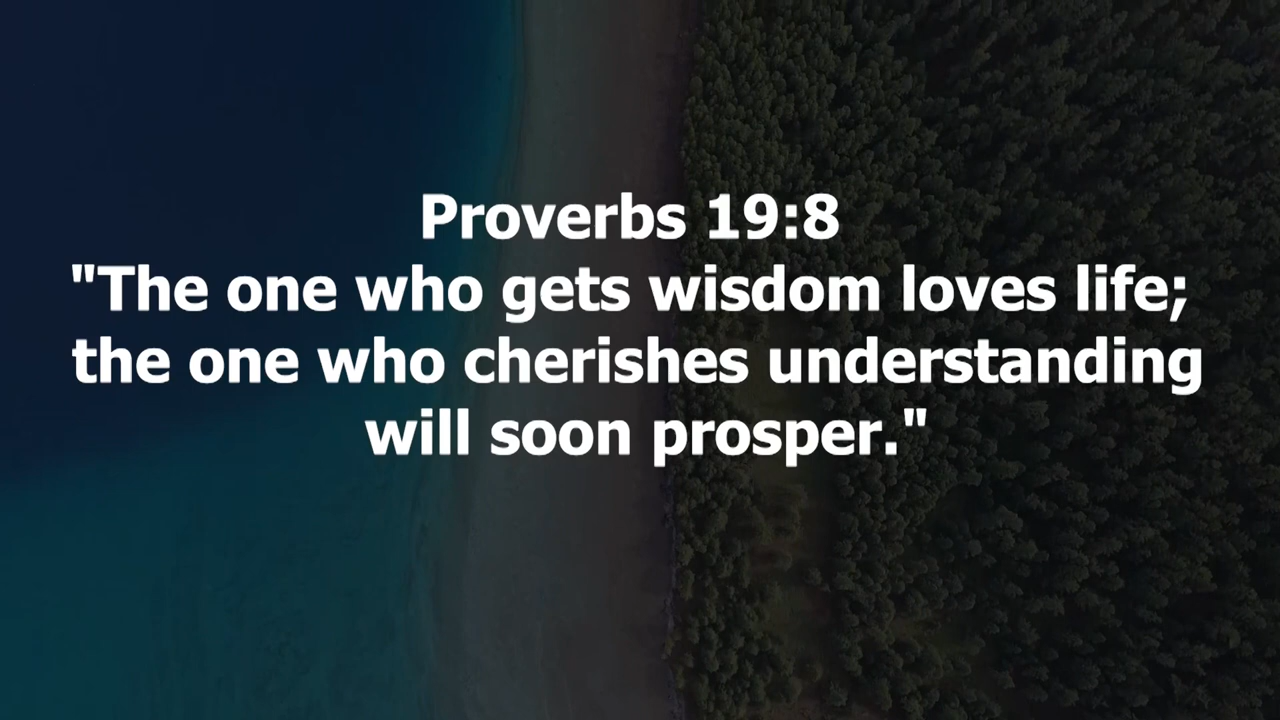 Proverbs 19:8
"The one who gets wisdom loves life;
the one who cherishes understanding
will soon prosper."